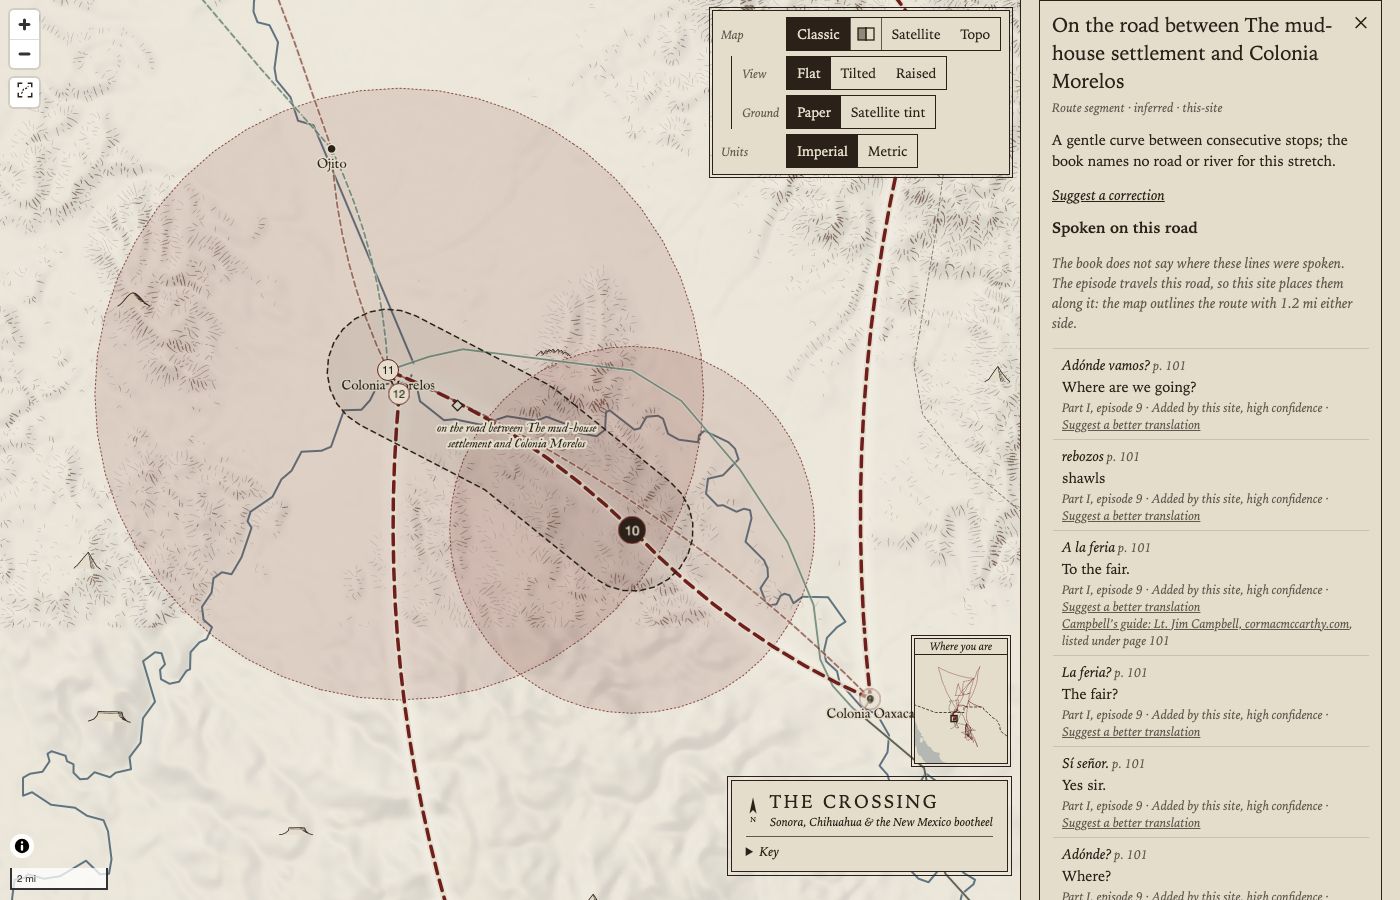 Map
Classic
Satellite
Topo
View
Flat
Tilted
Raised
Ground
Paper
Satellite tint
Units
Imperial
Metric
Ojito
11
Colonia Morelos
12
on the road between The mud-house
settlement and Colonia Morelos
10
Colonia Oaxaca
Where you are
N
THE CROSSING
Sonora, Chihuahua & the New Mexico bootheel
Key
2 mi
On the road between The mud-
house settlement and Colonia
Morelos
Route segment · inferred · this-site
A gentle curve between consecutive stops; the
book names no road or river for this stretch.
Suggest a correction
Spoken on this road
The book does not say where these lines were spoken.
The episode travels this road, so this site places them
along it: the map outlines the route with 1.2 mi either
side.
Adónde vamos? p. 101
Where are we going?
Part I, episode 9 · Added by this site, high confidence ·
Suggest a better translation
rebozos p. 101
shawls
Part I, episode 9 · Added by this site, high confidence ·
Suggest a better translation
A la feria p. 101
To the fair.
Part I, episode 9 · Added by this site, high confidence ·
Suggest a better translation
Campbell's guide: Lt. Jim Campbell, cormacmccarthy.com,
listed under page 101
La feria? p. 101
The fair?
Part I, episode 9 · Added by this site, high confidence ·
Suggest a better translation
Sí señor. p. 101
Yes sir.
Part I, episode 9 · Added by this site, high confidence ·
Suggest a better translation
Adónde? p. 101
Where?
Part I, episode 9 · Added by this site, high confidence ·